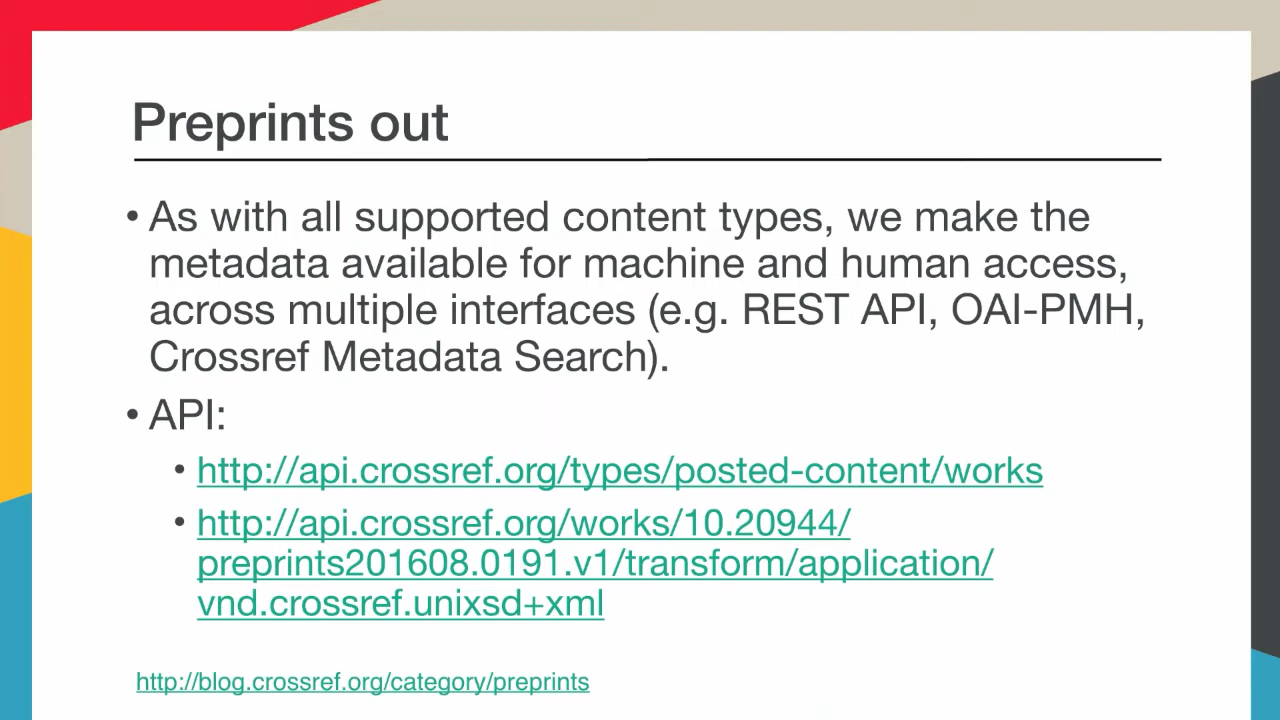 Preprints out
• As with all supported content types, we make the
metadata available for machine and human access,
across multiple interfaces (e.g. REST API, OAI-PMH,
Crossref Metadata Search).
• API:
• http://api.crossref.org/types/posted-content/works
• http://api.crossref.org/works/10.20944/
preprints201608.0191.v1/transform/application/
vnd.crossref.unixsd+xml
http://blog.crossref.org/category/preprints